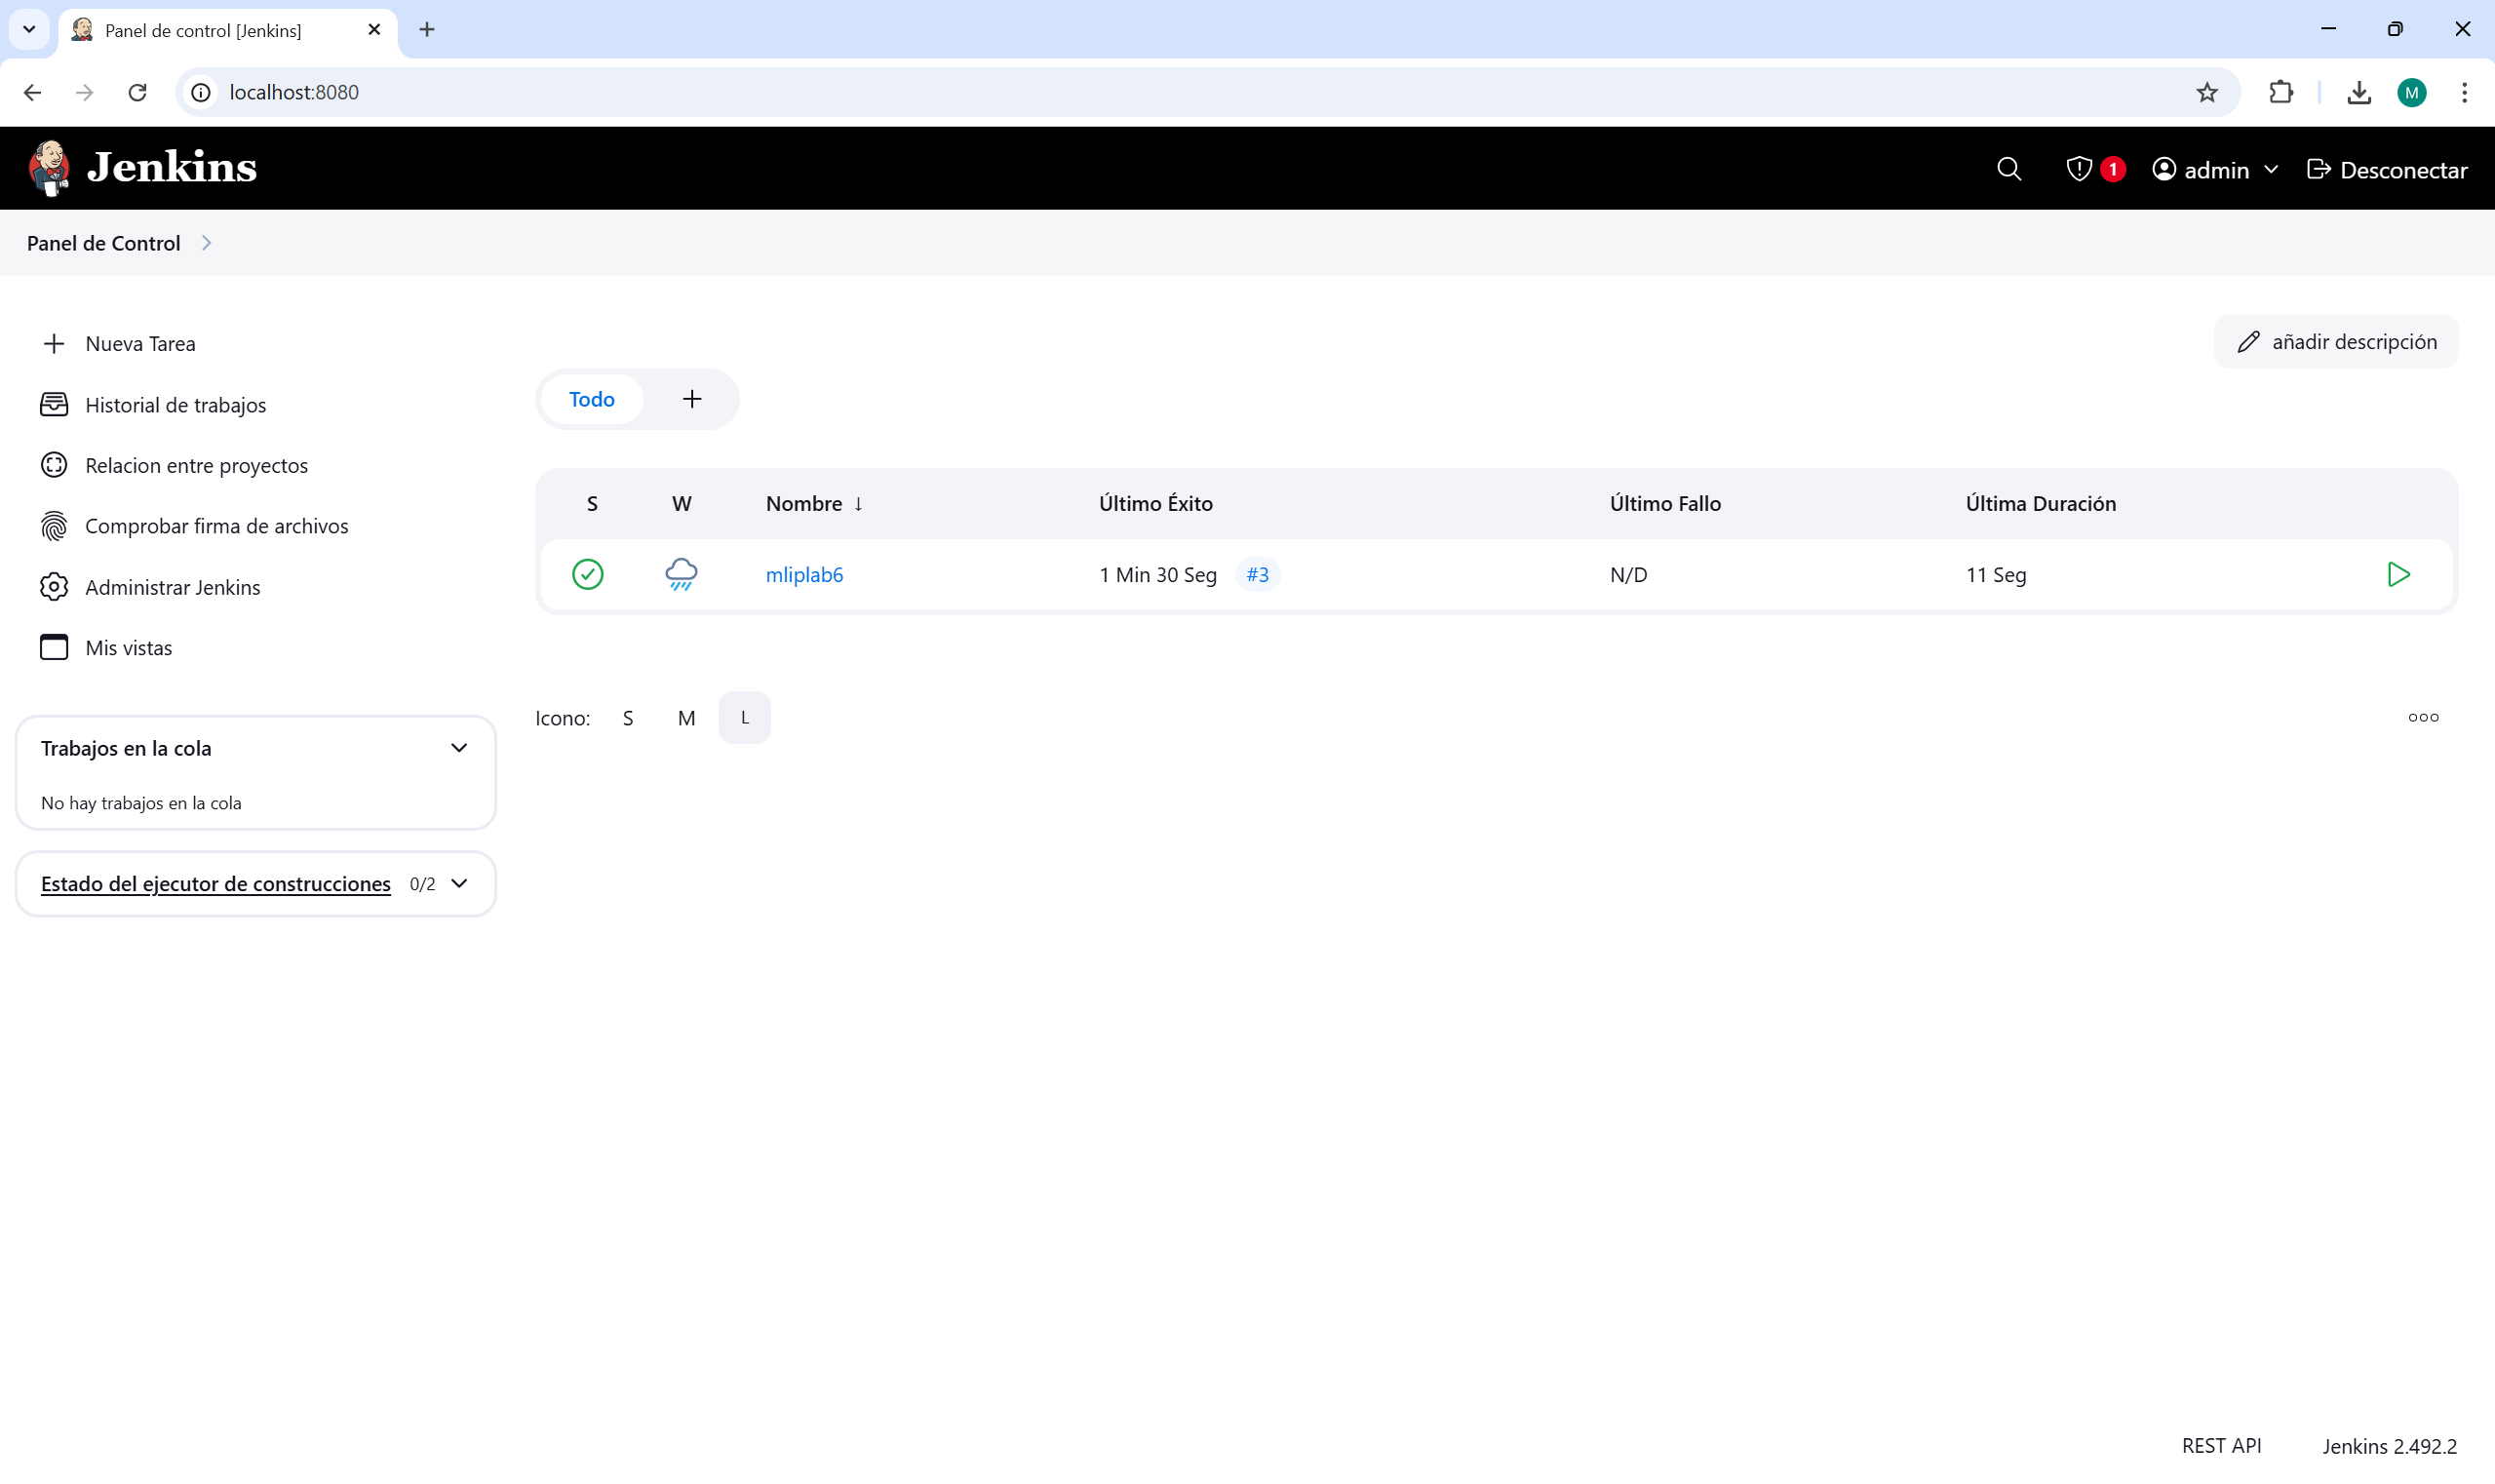 Panel de control [Jenkins]
localhost:8080
M
Jenkins
1
admin
Desconectar
Panel de Control
Nueva Tarea
Historial de trabajos
Relacion entre proyectos
Comprobar firma de archivos
Administrar Jenkins
Mis vistas
Trabajos en la cola
No hay trabajos en la cola
Estado del ejecutor de construcciones 0/2
añadir descripción
Todo
S W Nombre ↓ Último Éxito Último Fallo Última Duración
mliplab6 1 Min 30 Seg #3 N/D 11 Seg
Icono: S M L
REST API Jenkins 2.492.2